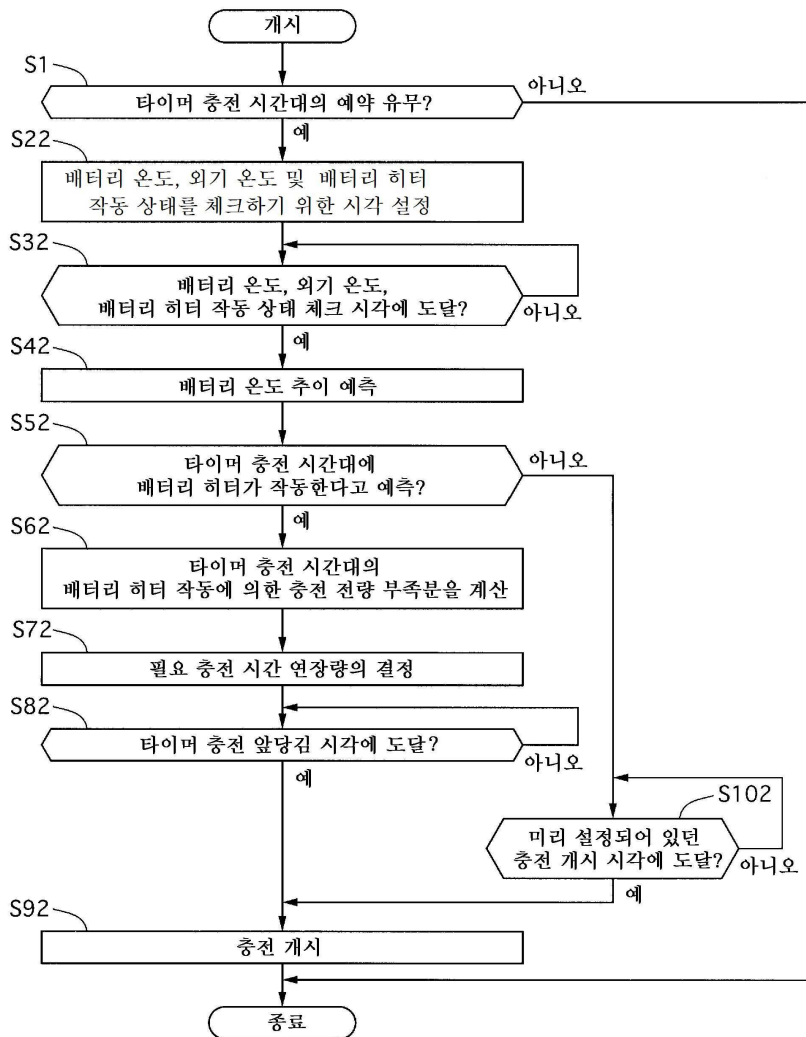 개시
S1
타이머 충전 시간대의 예약 유무?
아니오
예
S22
배터리 온도, 외기 온도 및 배터리 히터
작동 상태를 체크하기 위한 시각 설정
S32
배터리 온도, 외기 온도,
배터리 히터 작동 상태 체크 시각에 도달?
아니오
예
S42
배터리 온도 추이 예측
S52
타이머 충전 시간대에
배터리 히터가 작동한다고 예측?
아니오
예
S62
타이머 충전 시간대의
배터리 히터 작동에 의한 충전 전량 부족분을 계산
S72
필요 충전 시간 연장량의 결정
S82
타이머 충전 앞당김 시각에 도달?
아니오
예
S102
미리 설정되어 있던
충전 개시 시각에 도달?
아니오
예
S92
충전 개시
종료